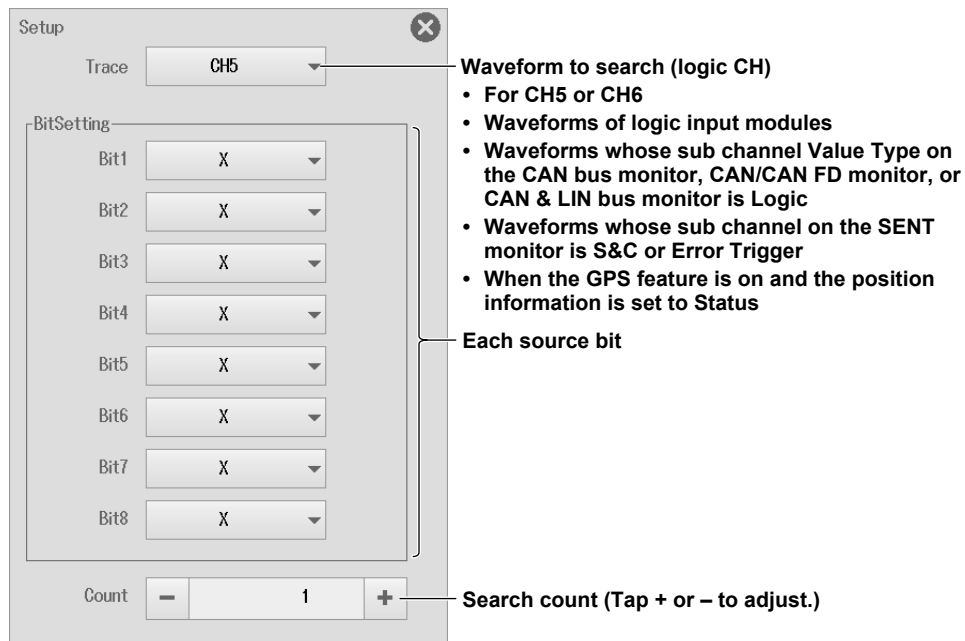 Setup
Trace CH5
Waveform to search (logic CH)
• For CH5 or CH6
• Waveforms of logic input modules
• Waveforms whose sub channel Value Type on
the CAN bus monitor, CAN/CAN FD monitor, or
CAN & LIN bus monitor is Logic
• Waveforms whose sub channel on the SENT
monitor is S&C or Error Trigger
• When the GPS feature is on and the position
information is set to Status
BitSetting
Bit1 X
Bit2 X
Bit3 X
Bit4 X
Bit5 X
Bit6 X
Bit7 X
Bit8 X
Each source bit
Count − 1 +
Search count (Tap + or – to adjust.)